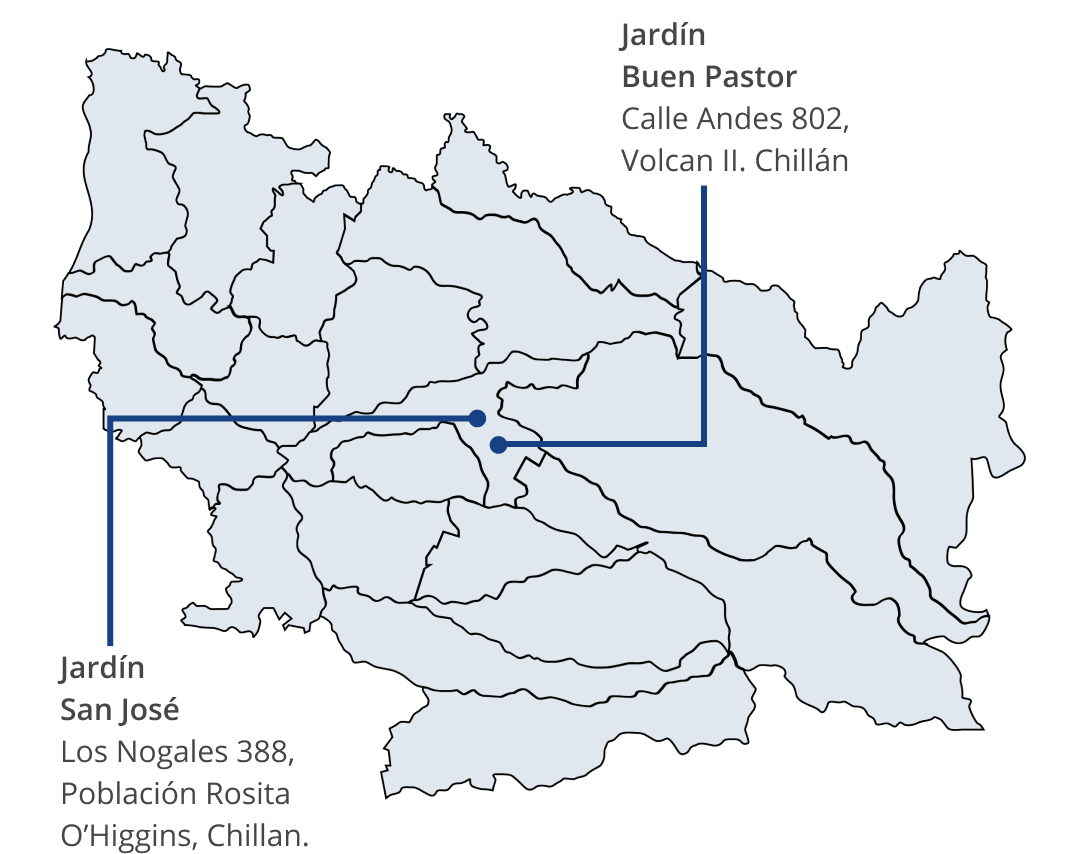 Jardín
Buen Pastor
Calle Andes 802,
Volcan II. Chillán
Jardín
San José
Los Nogales 388,
Población Rosita
O’Higgins, Chillan.